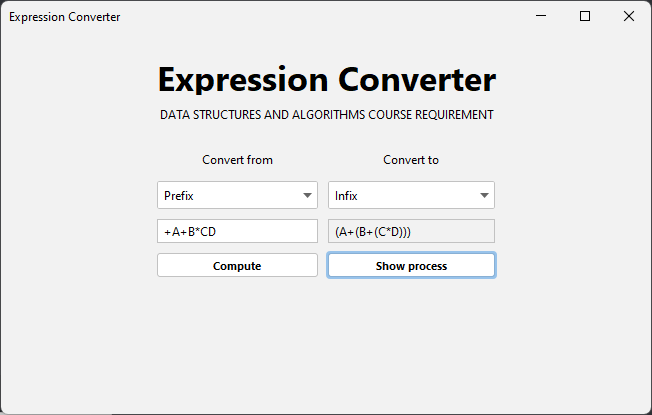 Expression Converter
Expression Converter
DATA STRUCTURES AND ALGORITHMS COURSE REQUIREMENT
Convert from Convert to
Prefix Infix
+A+B*CD (A+(B+(C*D)))
Compute Show process